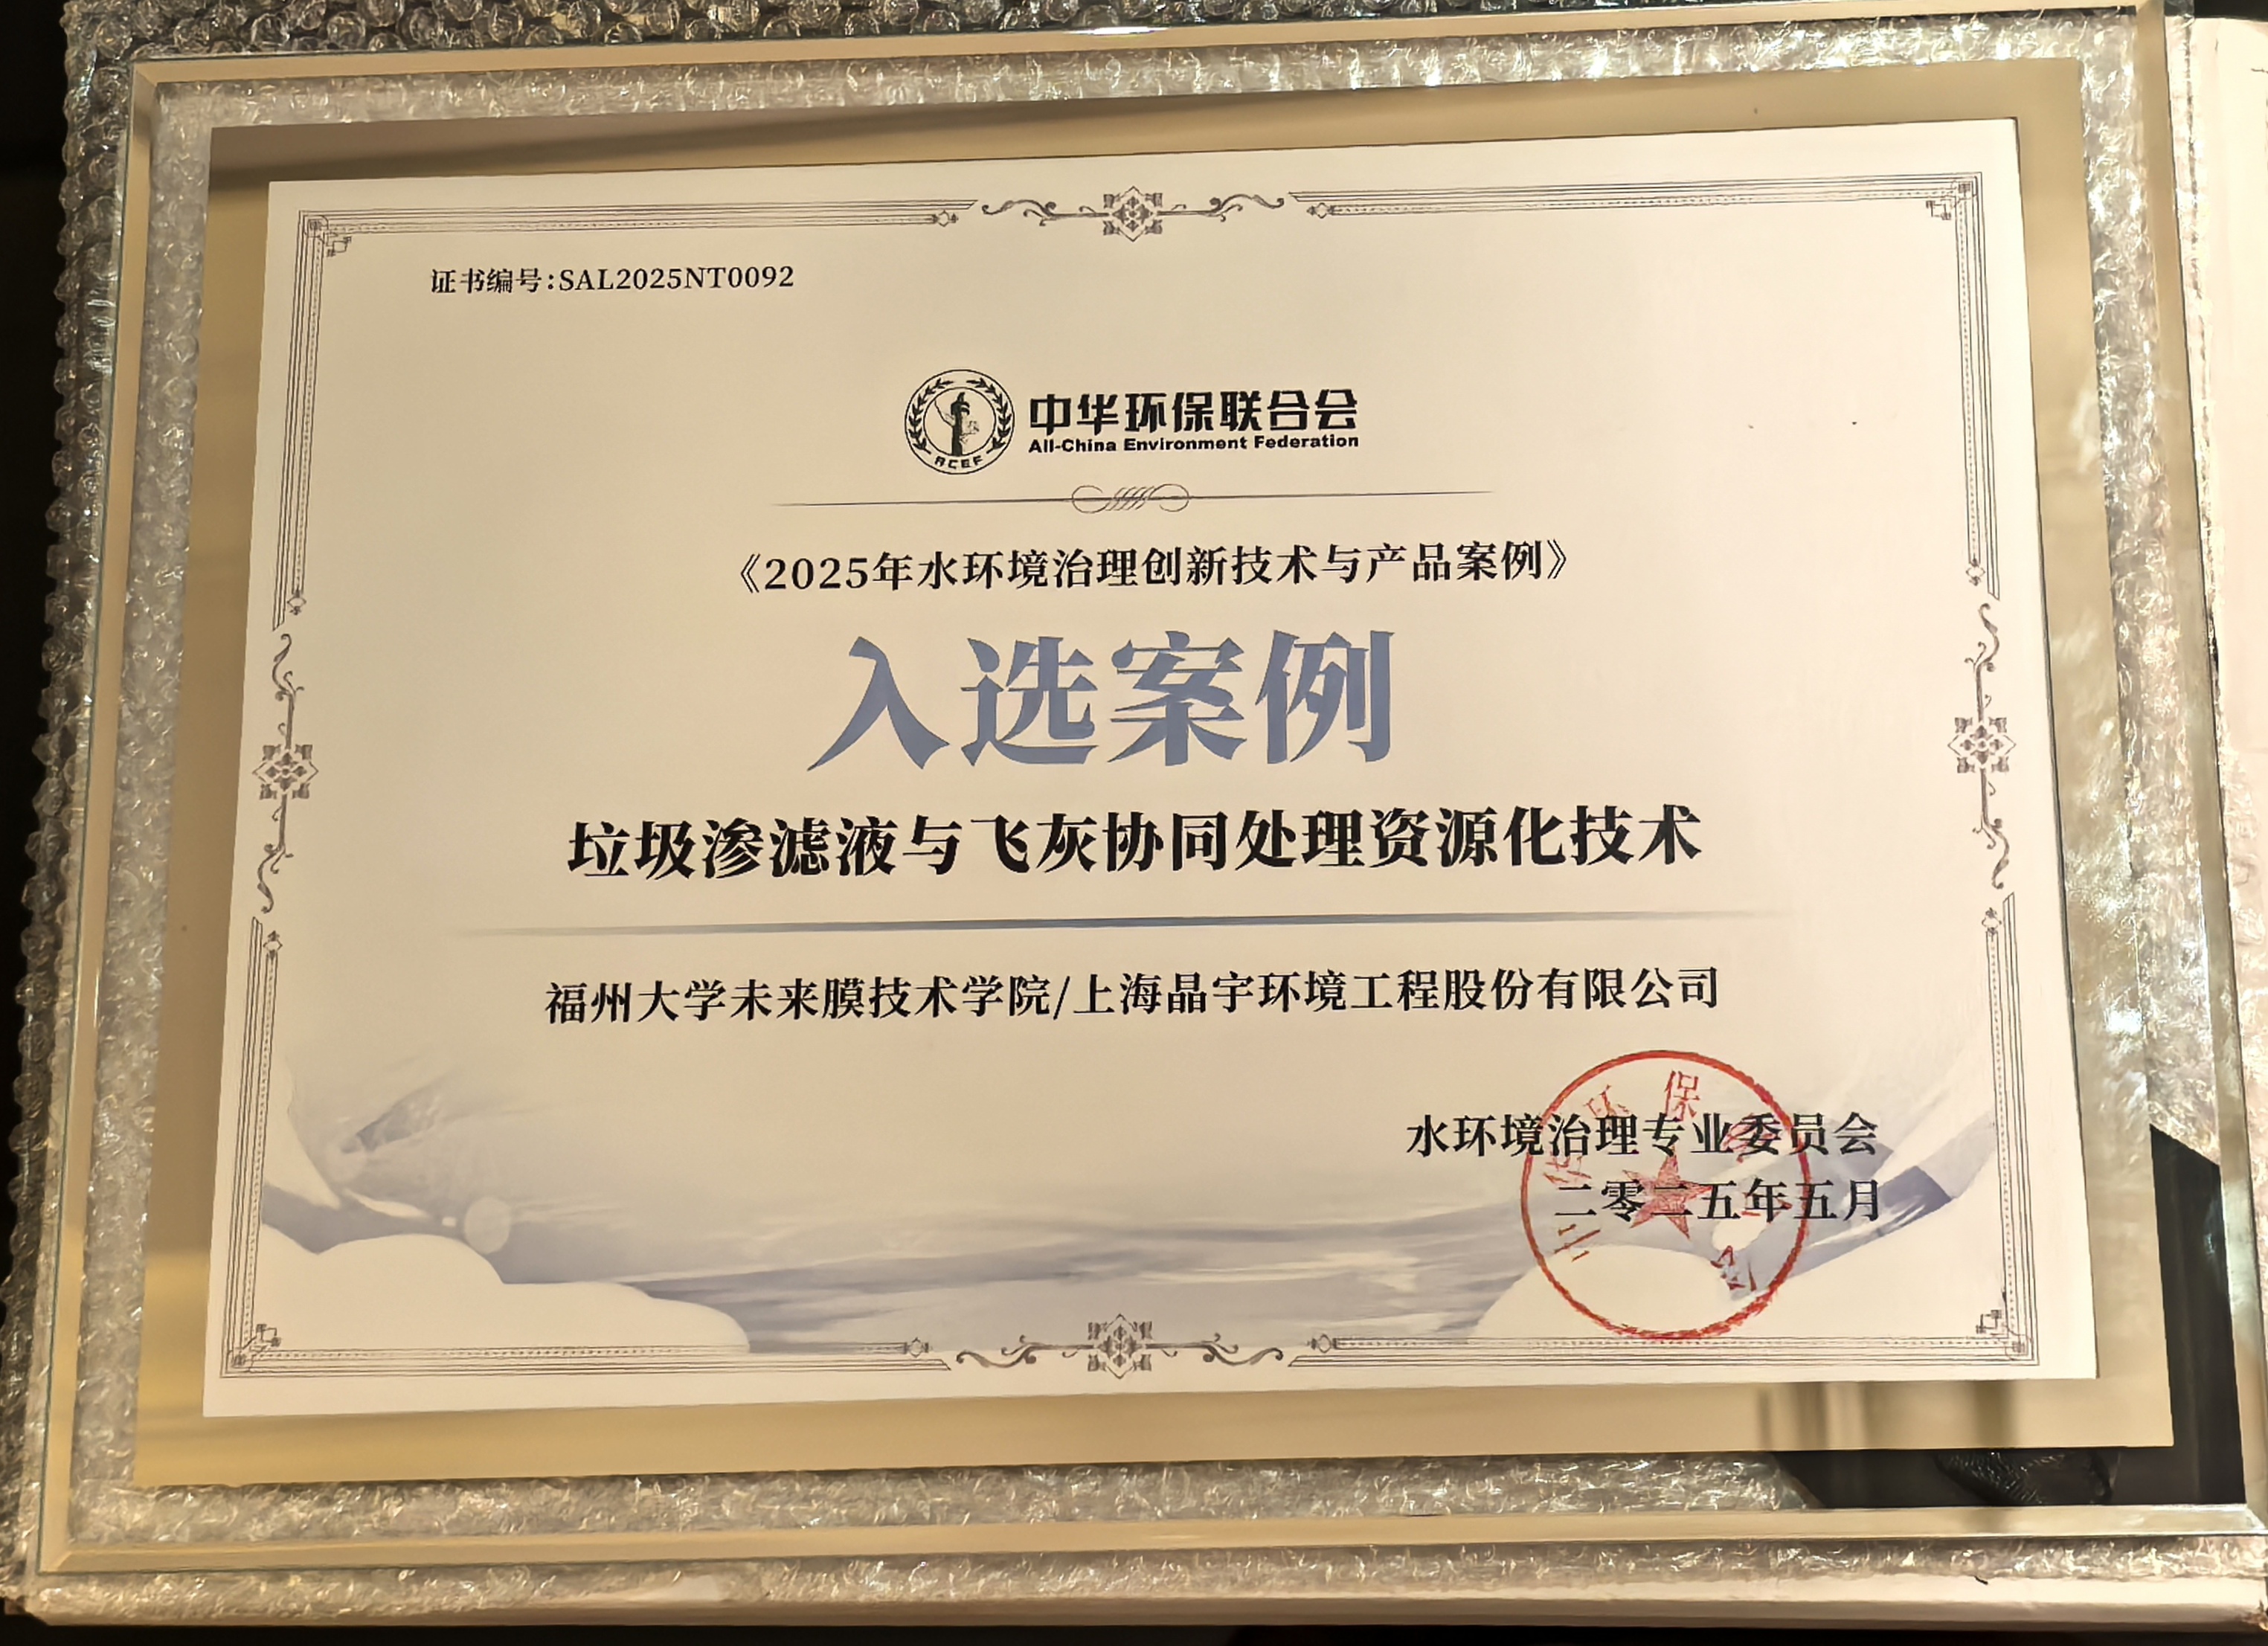 证书编号:SAL2025NT0092
ACEF
中华环保联合会
All-China Environment Federation
《2025年水环境治理创新技术与产品案例》
入选案例
垃圾渗滤液与飞灰协同处理资源化技术
福州大学未来膜技术学院/上海晶宇环境工程股份有限公司
水环境治理专业委员会
二零二五年五月